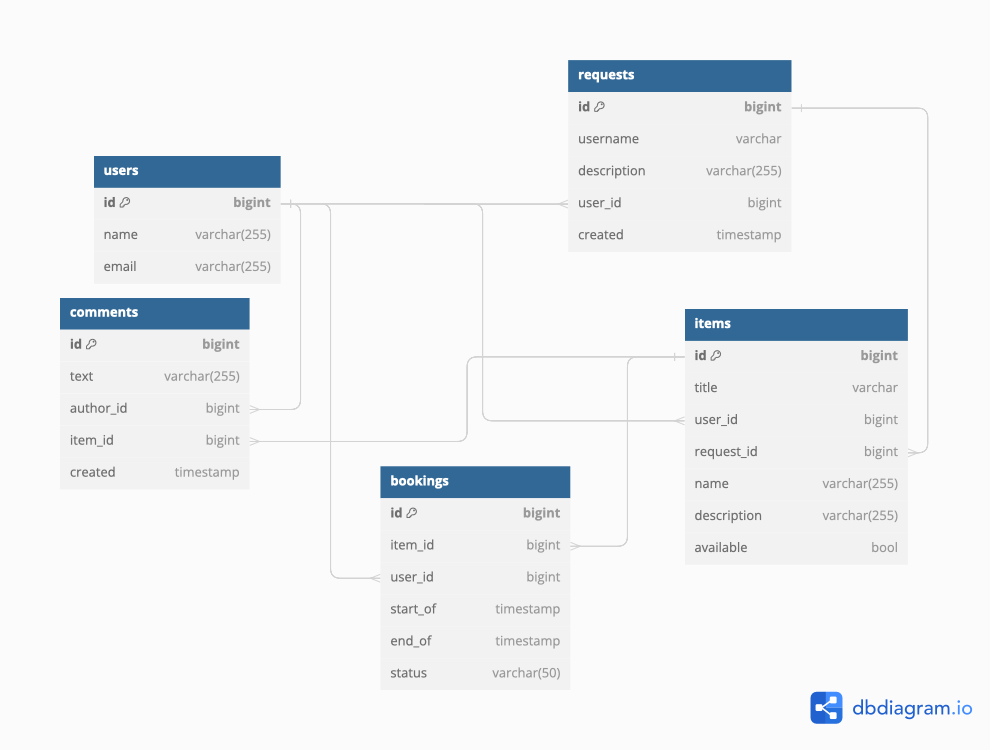 requests
id bigint
username varchar
description varchar(255)
user_id bigint
created timestamp
users
id bigint
name varchar(255)
email varchar(255)
comments
id bigint
text varchar(255)
author_id bigint
item_id bigint
created timestamp
items
id bigint
title varchar
user_id bigint
request_id bigint
name varchar(255)
description varchar(255)
available bool
bookings
id bigint
item_id bigint
user_id bigint
start_of timestamp
end_of timestamp
status varchar(50)
dbdiagram.io